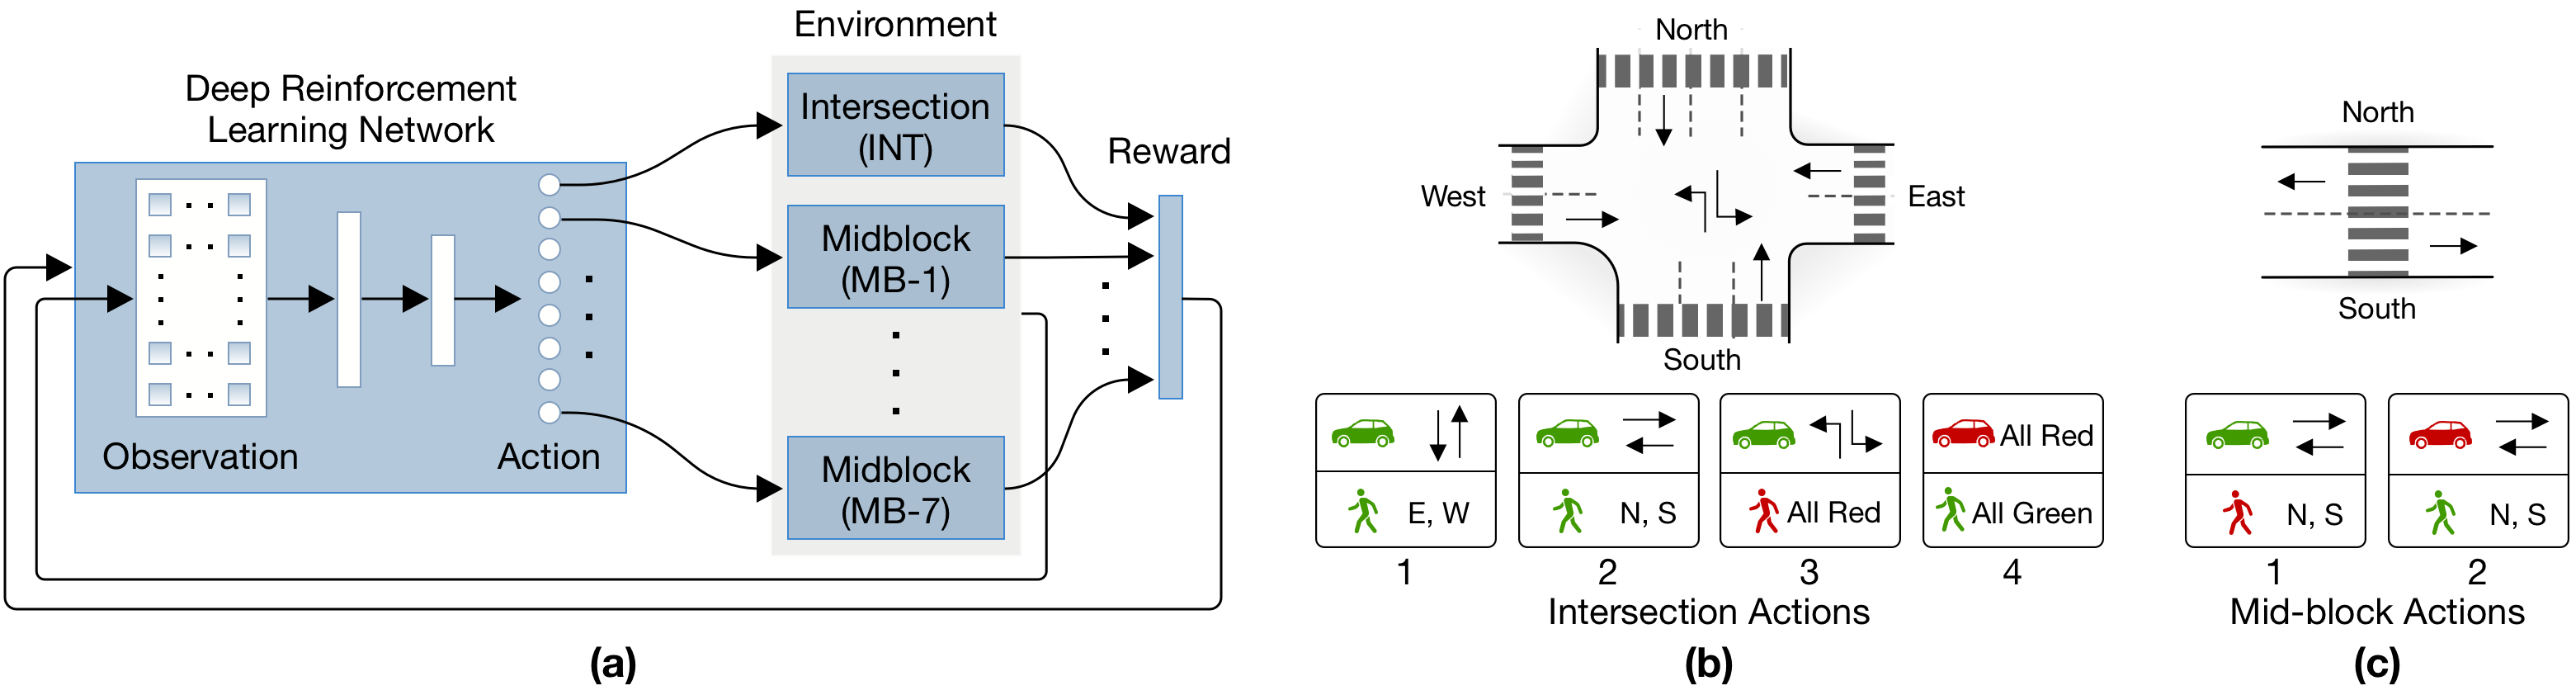 Environment
Deep Reinforcement
Learning Network
Intersection
(INT)
Reward
Midblock
(MB-1)
Midblock
(MB-7)
Observation
Action
(a)
North
West
East
South
E, W
N, S
All Red
All Red
All Green
1
2
3
4
Intersection Actions
(b)
North
South
N, S
N, S
1
2
Mid-block Actions
(c)